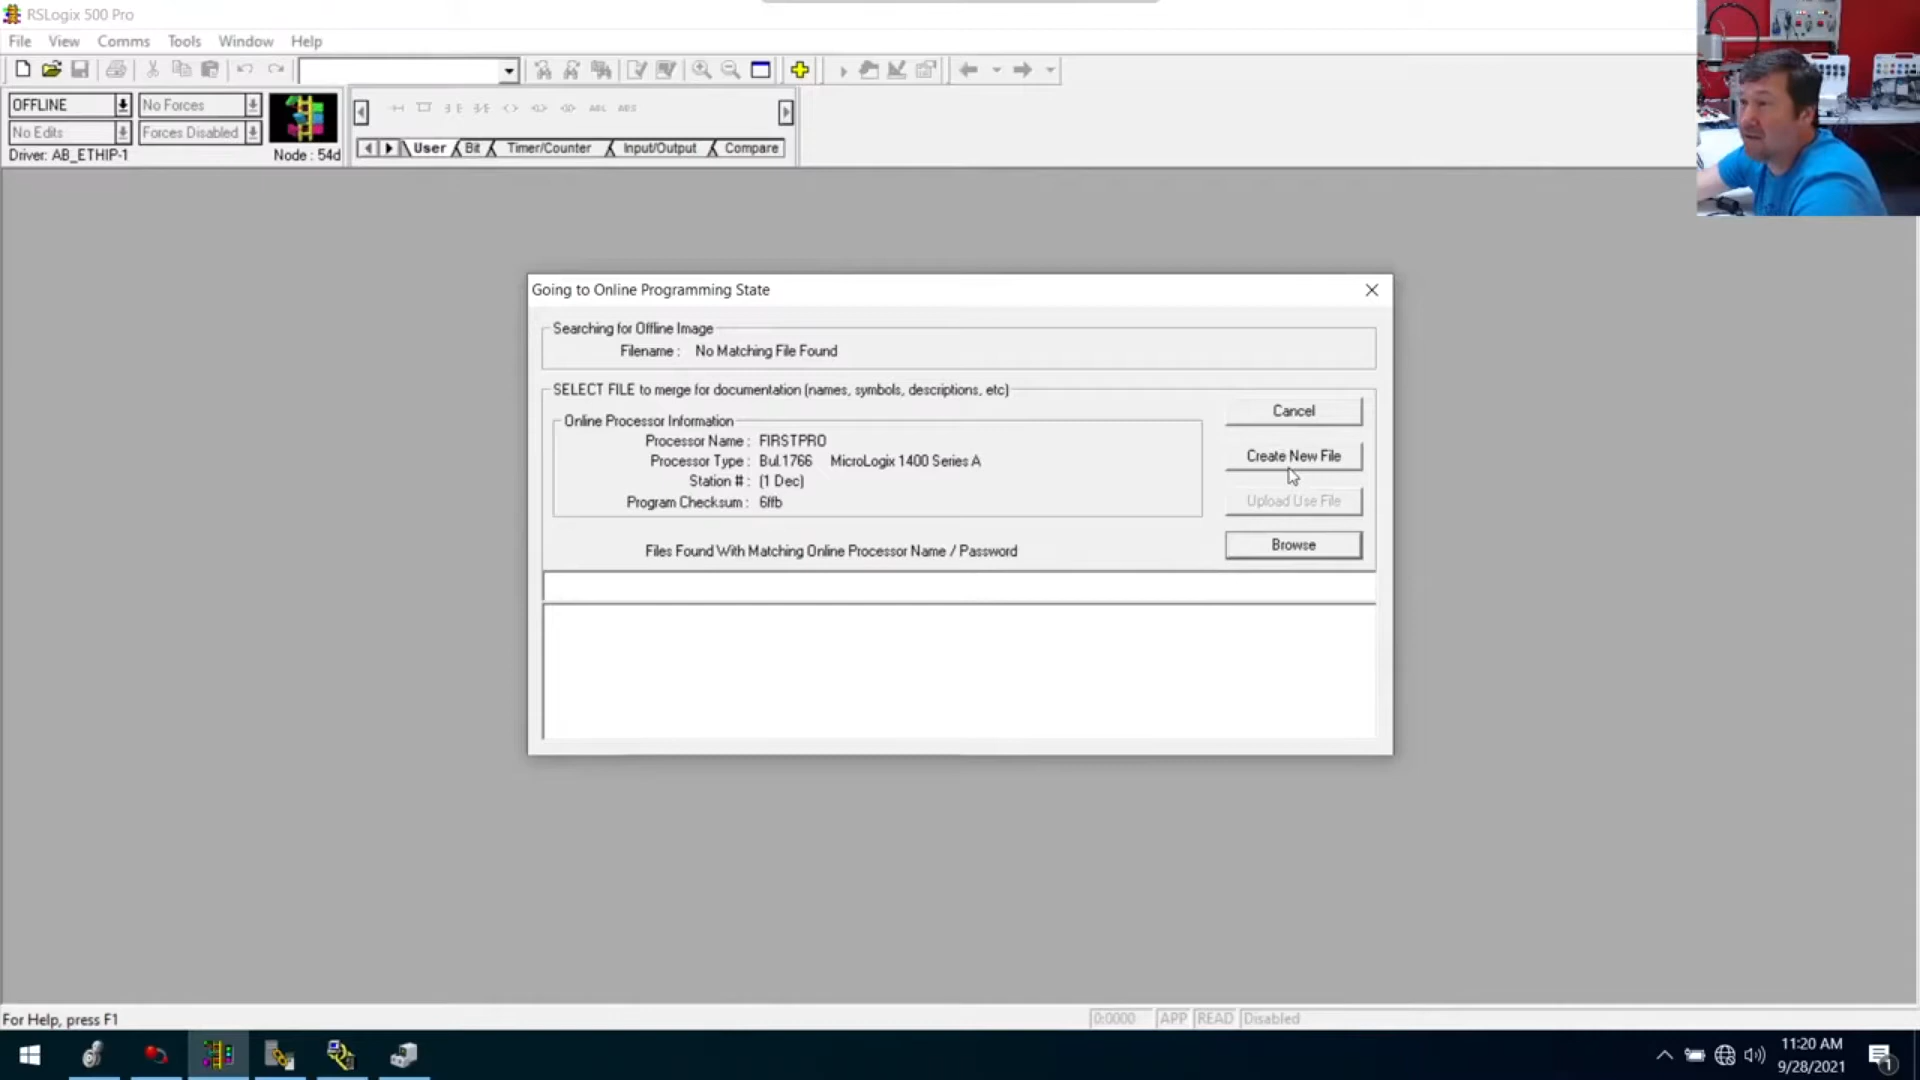 RSLogix 500 Pro
File View Comms Tools Window Help
OFFLINE No Forces
No Edits Forces Disabled
Driver: AB_ETHIP-1 Node : 54d
ABL ABS
User Bit Timer/Counter Input/Output Compare
Going to Online Programming State
Searching for Offline Image
Filename : No Matching File Found
SELECT FILE to merge for documentation (names, symbols, descriptions, etc)
Cancel
Online Processor Information
Processor Name : FIRSTPRO
Create New File
Processor Type : Bul.1766 MicroLogix 1400 Series A
Station # : (1 Dec)
Program Checksum : 6ffb
Upload Use File
Files Found With Matching Online Processor Name / Password
Browse
For Help, press F1
0:0000 APP READ Disabled
11:20 AM
9/28/2021
1